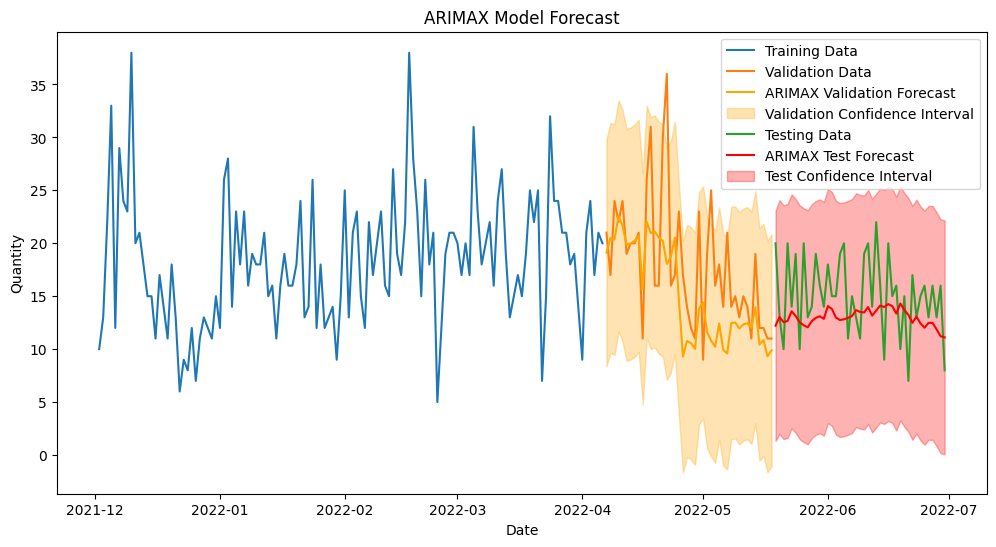 ARIMAX Model Forecast
Training Data
Validation Data
ARIMAX Validation Forecast
Validation Confidence Interval
Testing Data
ARIMAX Test Forecast
Test Confidence Interval
Quantity
35
30
25
20
15
10
5
0
2021-12 2022-01 2022-02 2022-03 2022-04 2022-05 2022-06 2022-07
Date